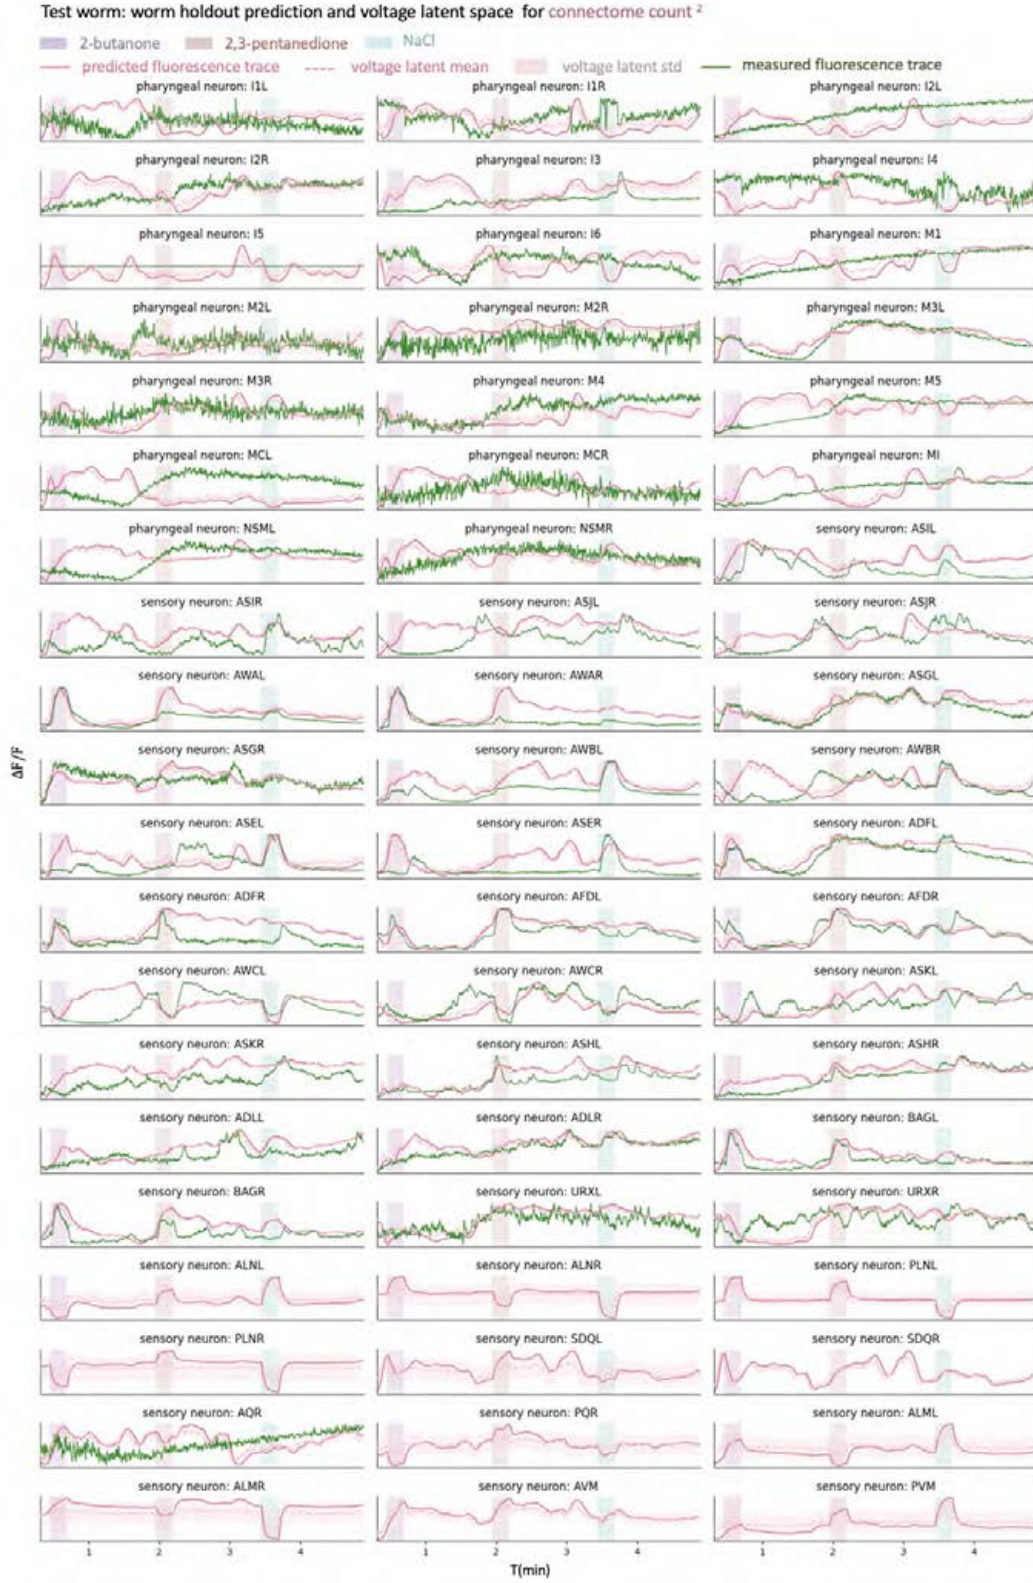 Test worm: worm holdout prediction and voltage latent space for connectome count ²
2-butanone 2,3-pentanedione NaCl
predicted fluorescence trace voltage latent mean voltage latent std measured fluorescence trace
pharyngeal neuron: I1L pharyngeal neuron: I1R pharyngeal neuron: I2L
pharyngeal neuron: I2R pharyngeal neuron: I3 pharyngeal neuron: I4
pharyngeal neuron: I5 pharyngeal neuron: I6 pharyngeal neuron: M1
pharyngeal neuron: M2L pharyngeal neuron: M2R pharyngeal neuron: M3L
pharyngeal neuron: M3R pharyngeal neuron: M4 pharyngeal neuron: M5
pharyngeal neuron: MCL pharyngeal neuron: MCR pharyngeal neuron: MI
pharyngeal neuron: NSML pharyngeal neuron: NSMR sensory neuron: ASIL
sensory neuron: ASIR sensory neuron: ASJL sensory neuron: ASJR
sensory neuron: AWAL sensory neuron: AWAR sensory neuron: ASGL
sensory neuron: ASGR sensory neuron: AWBL sensory neuron: AWBR
ΔF/F
sensory neuron: ASEL sensory neuron: ASER sensory neuron: ADFL
sensory neuron: ADFR sensory neuron: AFDL sensory neuron: AFDR
sensory neuron: AWCL sensory neuron: AWCR sensory neuron: ASKL
sensory neuron: ASKR sensory neuron: ASHL sensory neuron: ASHR
sensory neuron: ADLL sensory neuron: ADLR sensory neuron: BAGL
sensory neuron: BAGR sensory neuron: URXL sensory neuron: URXR
sensory neuron: ALNL sensory neuron: ALNR sensory neuron: PLNL
sensory neuron: PLNR sensory neuron: SDQL sensory neuron: SDQR
sensory neuron: AQR sensory neuron: PQR sensory neuron: ALML
sensory neuron: ALMR sensory neuron: AVM sensory neuron: PVM
1 2 3 4 1 2 3 4 1 2 3 4
T(min)